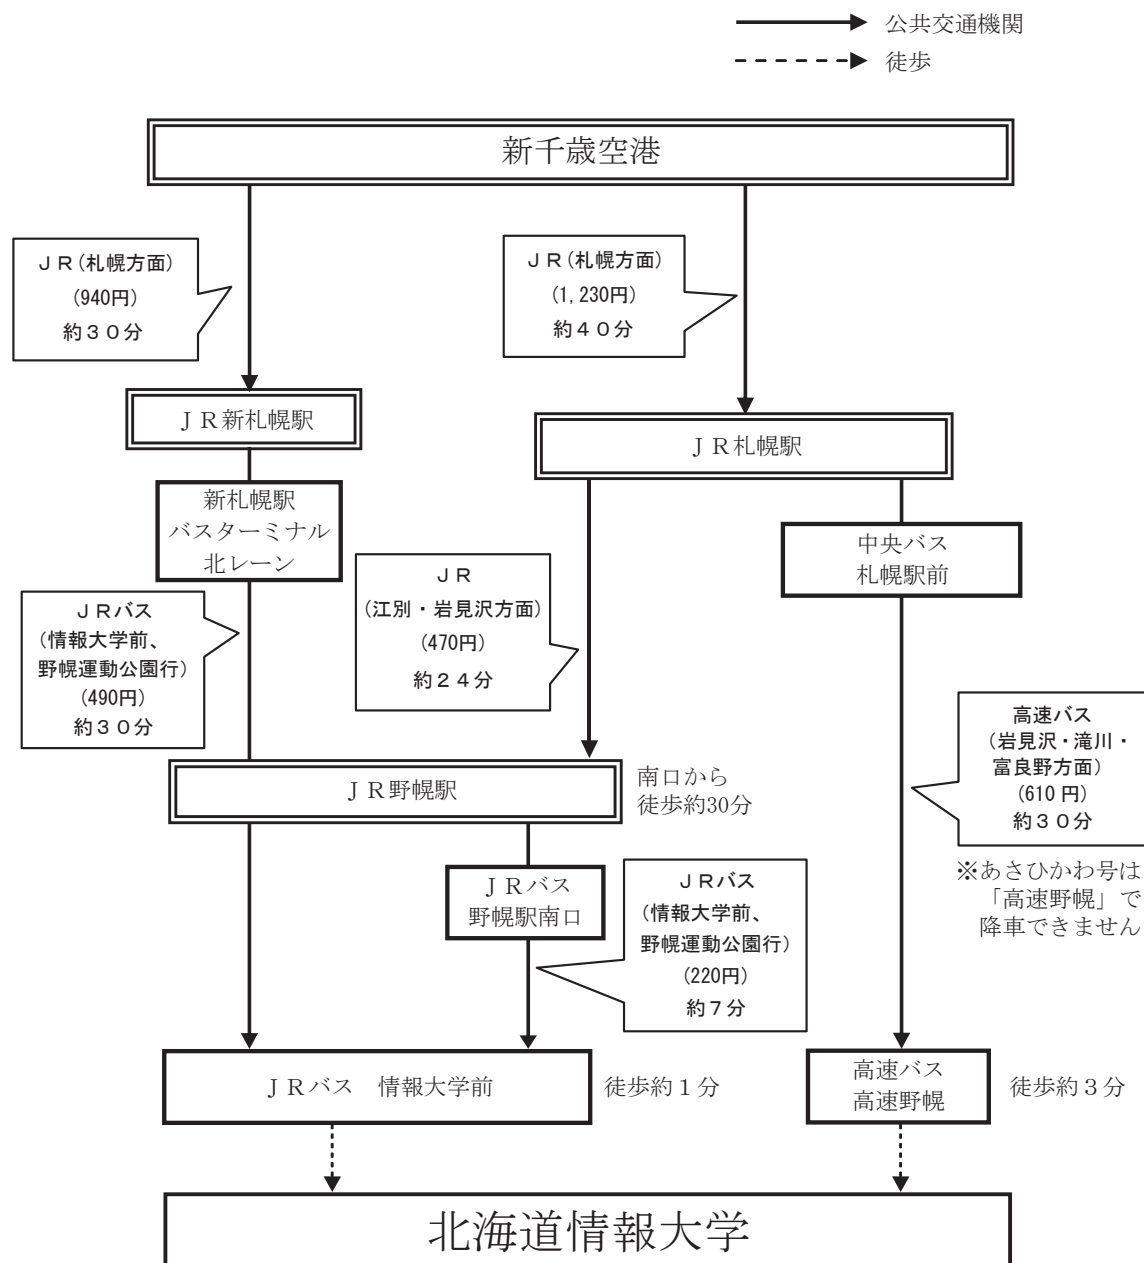 公共交通機関
徒歩
新千歳空港
ＪＲ(札幌方面)
(940円)
約３０分
ＪＲ(札幌方面)
(1,230円)
約４０分
ＪＲ新札幌駅
ＪＲ札幌駅
新札幌駅
バスターミナル
北レーン
中央バス
札幌駅前
ＪＲ
(江別・岩見沢方面)
(470円)
約２４分
ＪＲバス
(情報大学前、
野幌運動公園行)
(490円)
約３０分
高速バス
(岩見沢・滝川・
富良野方面)
(610 円)
約３０分
ＪＲ野幌駅
南口から
徒歩約30分
※あさひかわ号は
「高速野幌」で
降車できません
ＪＲバス
野幌駅南口
ＪＲバス
(情報大学前、
野幌運動公園行)
(220円)
約７分
ＪＲバス　情報大学前
徒歩約１分
高速バス
高速野幌
徒歩約３分
北海道情報大学